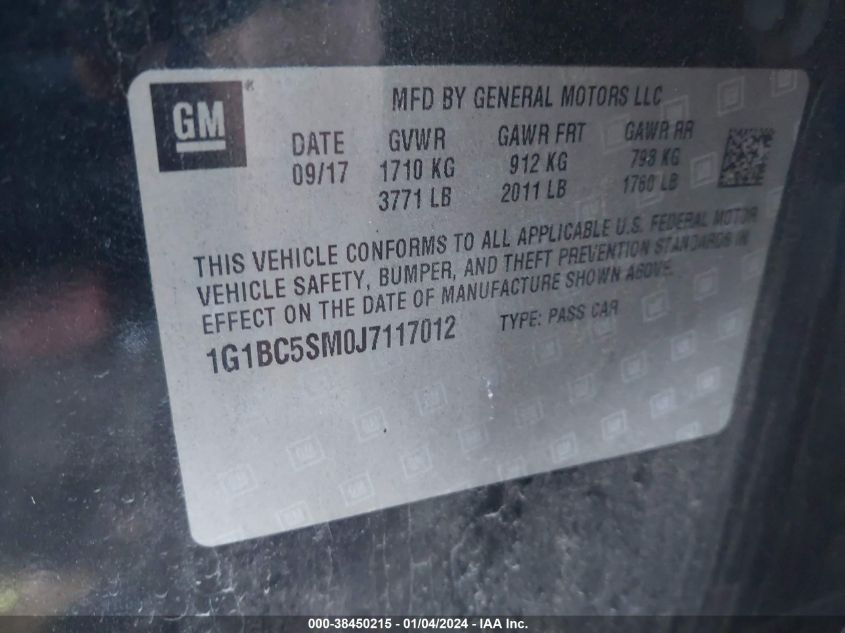 GM
MFD BY GENERAL MOTORS LLC
DATE GVWR GAWR FRT GAWR RR
09/17 1710 KG 912 KG 798 KG
3771 LB 2011 LB 1760 LB
THIS VEHICLE CONFORMS TO ALL APPLICABLE U.S. FEDERAL MOTOR
VEHICLE SAFETY, BUMPER, AND THEFT PREVENTION STANDARDS IN
EFFECT ON THE DATE OF MANUFACTURE SHOWN ABOVE.
1G1BC5SM0J7117012 TYPE: PASS CAR
000-38450215 - 01/04/2024 - IAA Inc.